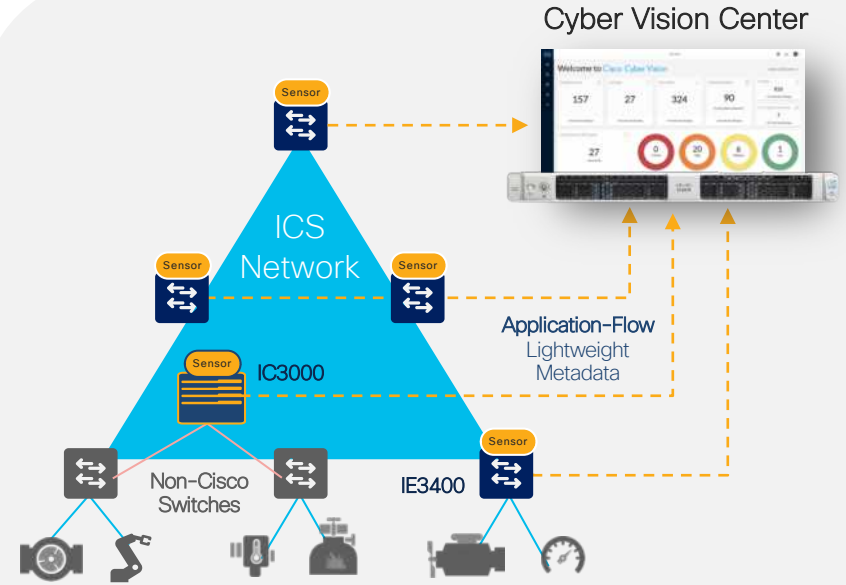 Cyber Vision Center
Sensor
Welcome to Cisco Cyber Vision
157
27
324
90
27
0
20
6
1
ICS
Network
Sensor
Sensor
Application-Flow
Lightweight
Metadata
Sensor
IC3000
Sensor
Non-Cisco
Switches
IE3400